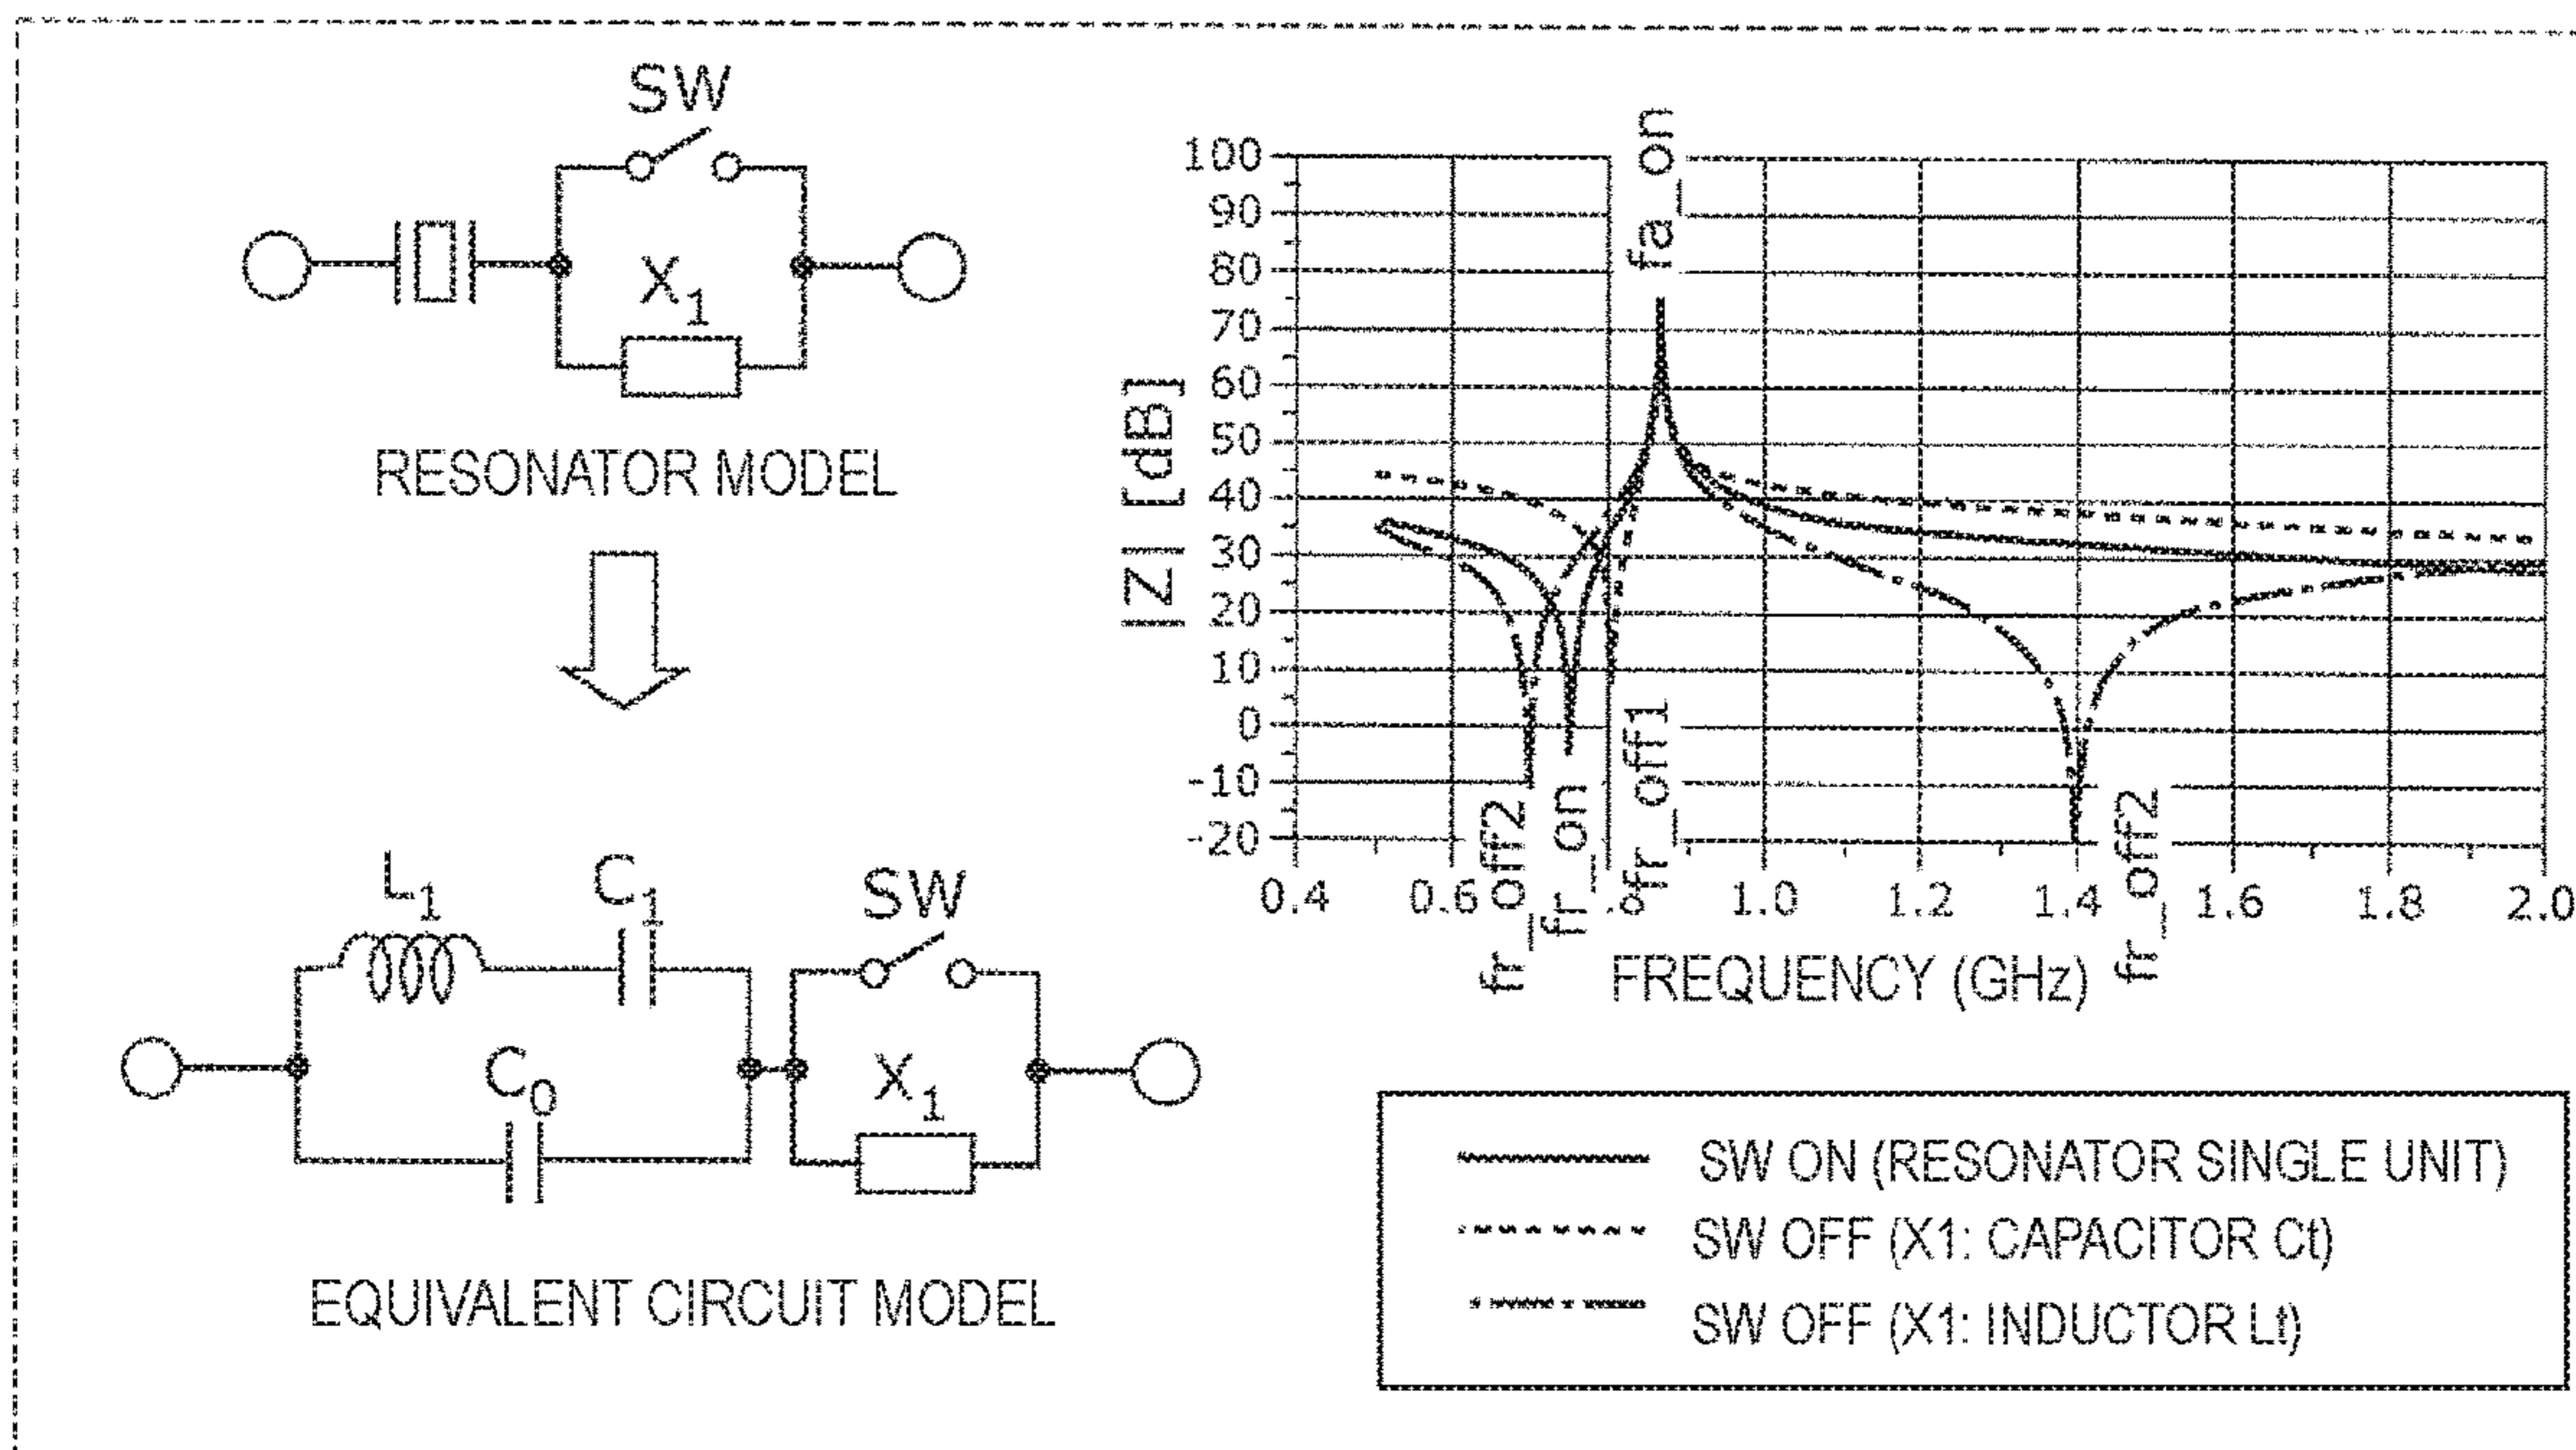 SW
X1
RESONATOR MODEL
L1
C1
SW
C0
X1
EQUIVALENT CIRCUIT MODEL
|Z| [dB]
100
90
80
70
60
50
40
30
20
10
0
-10
-20
fa_on
fr_off2
fr_on
fr_off1
fr_off2
0.4
0.6
.8
1.0
1.2
1.4
1.6
1.8
2.0
FREQUENCY (GHz)
SW ON (RESONATOR SINGLE UNIT)
SW OFF (X1: CAPACITOR Ct)
SW OFF (X1: INDUCTOR Lt)